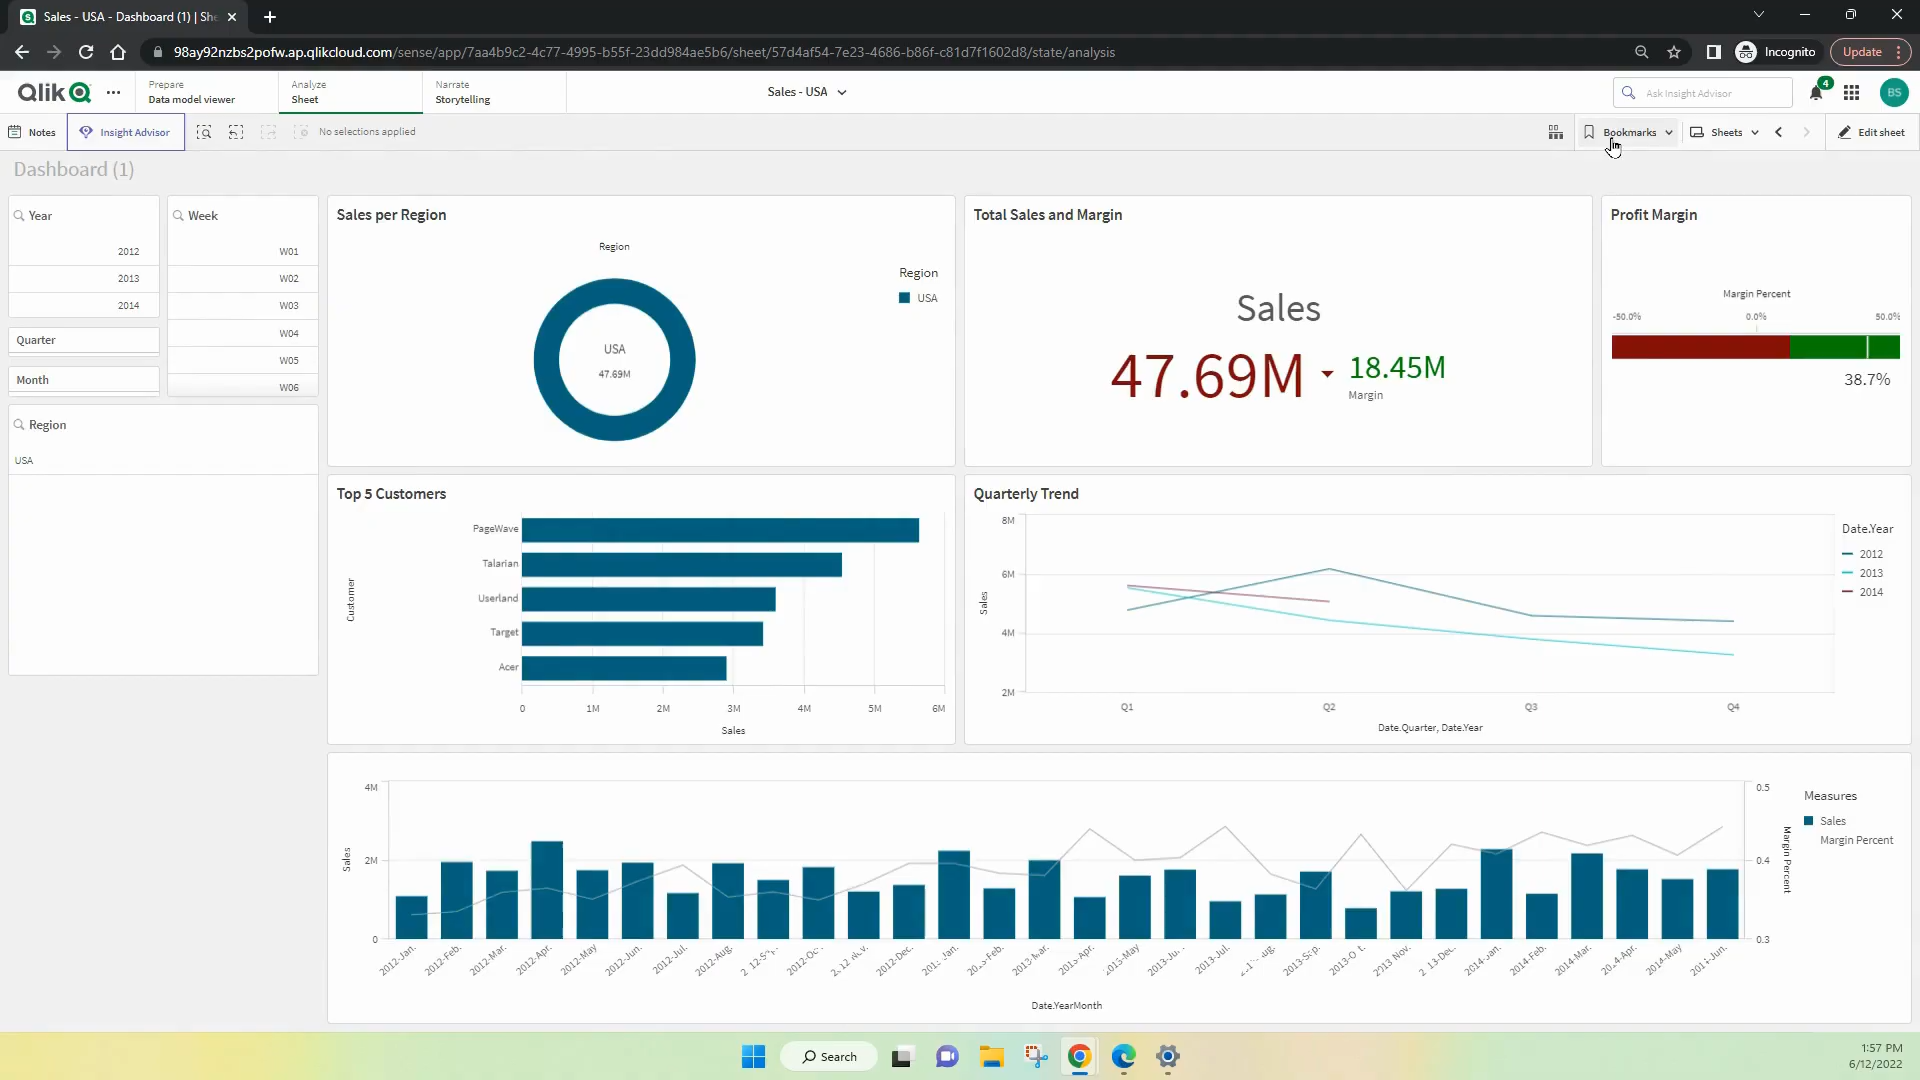 Sales - USA - Dashboard (1) | She
98ay92nzbs2pofw.ap.qlikcloud.com/sense/app/7aa4b9c2-4c77-4995-b55f-23dd984ae5b6/sheet/57d4af54-7e23-4686-b86f-c81d7f1602d8/state/analysis
Incognito
Update
Qlik
Prepare
Data model viewer
Analyze
Sheet
Narrate
Storytelling
Sales - USA
Ask Insight Advisor
4
BS
Notes
Insight Advisor
No selections applied
Bookmarks
Sheets
Edit sheet
Dashboard (1)
Year
2012
2013
2014
Quarter
Month
Week
W01
W02
W03
W04
W05
W06
Region
USA
Sales per Region
Region
USA
47.69M
Region
USA
Total Sales and Margin
Sales
47.69M
18.45M
Margin
Profit Margin
Margin Percent
-50.0% 0.0% 50.0%
38.7%
Top 5 Customers
Customer
PageWave
Talarian
Userland
Target
Acer
0 1M 2M 3M 4M 5M 6M
Sales
Quarterly Trend
Sales
8M
6M
4M
2M
Q1 Q2 Q3 Q4
Date.Quarter, Date.Year
Date.Year
2012
2013
2014
Sales
4M
2M
0
0.5
0.4
0.3
Margin Percent
Measures
Sales
Margin Percent
2012-Jan. 2012-Feb. 2012-Mar. 2012-Apr. 2012-May 2012-Jun. 2012-Jul. 2012-Aug. 2012-Dec. 2013-Jul. 2014-Jan. 2014-Feb. 2014-Mar. 2014-Apr. 2014-May
Date.YearMonth
Search
1:57 PM
6/12/2022